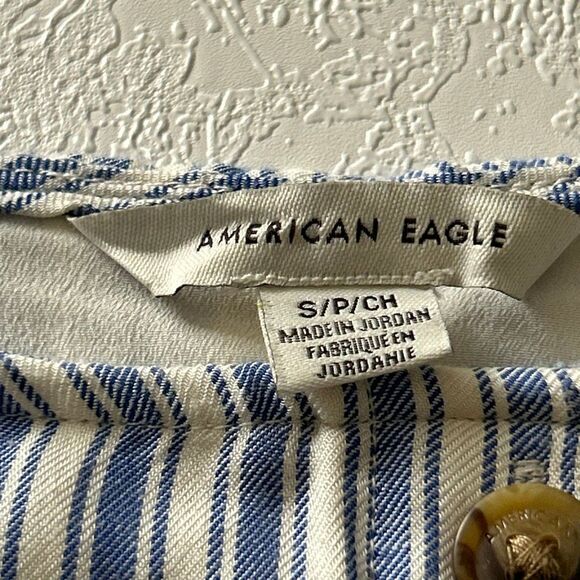 AMERICAN EAGLE
S/P/CH
MADE IN JORDAN
FABRIQUE EN
JORDANIE